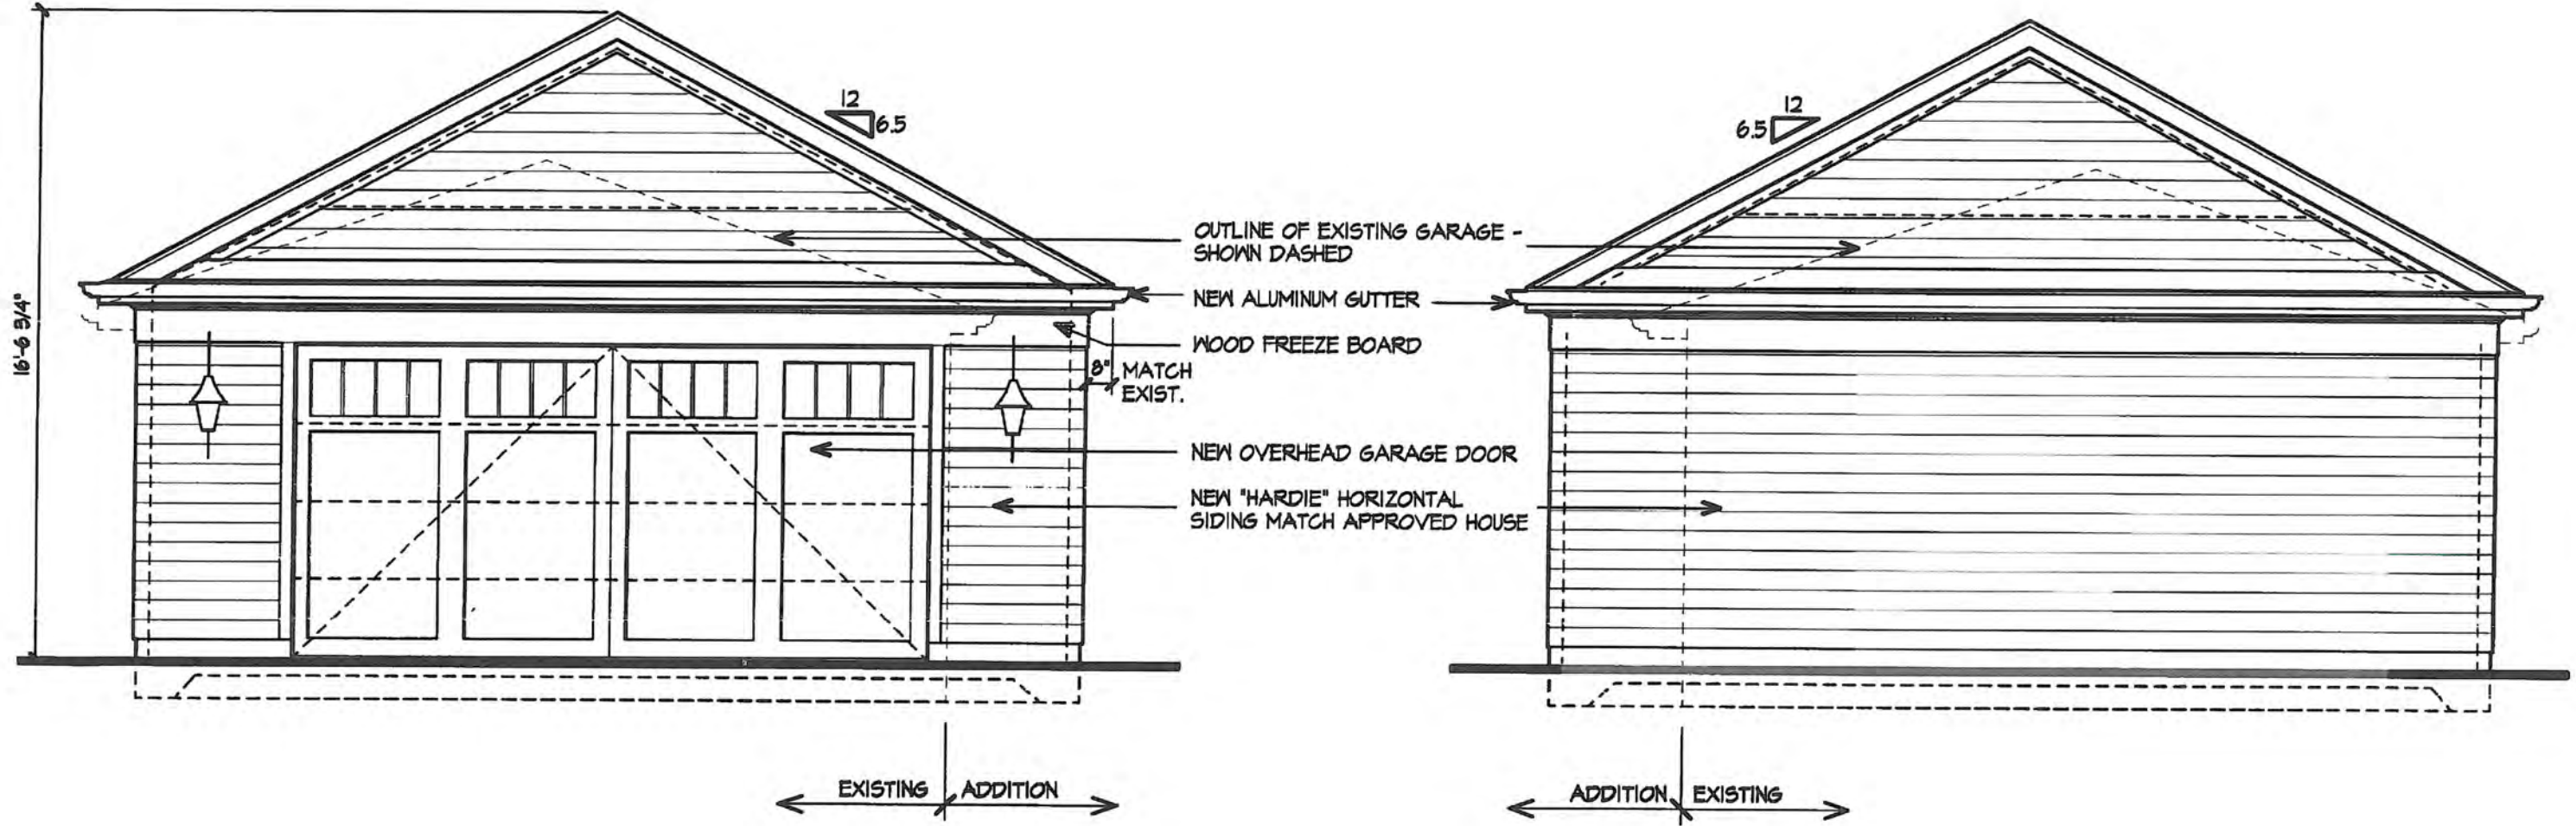 16'-6 3/4"
12
6.5
12
6.5
OUTLINE OF EXISTING GARAGE -
SHOWN DASHED
NEW ALUMINUM GUTTER
WOOD FREEZE BOARD
8" MATCH
EXIST.
NEW OVERHEAD GARAGE DOOR
NEW "HARDIE" HORIZONTAL
SIDING MATCH APPROVED HOUSE
EXISTING ADDITION
ADDITION EXISTING